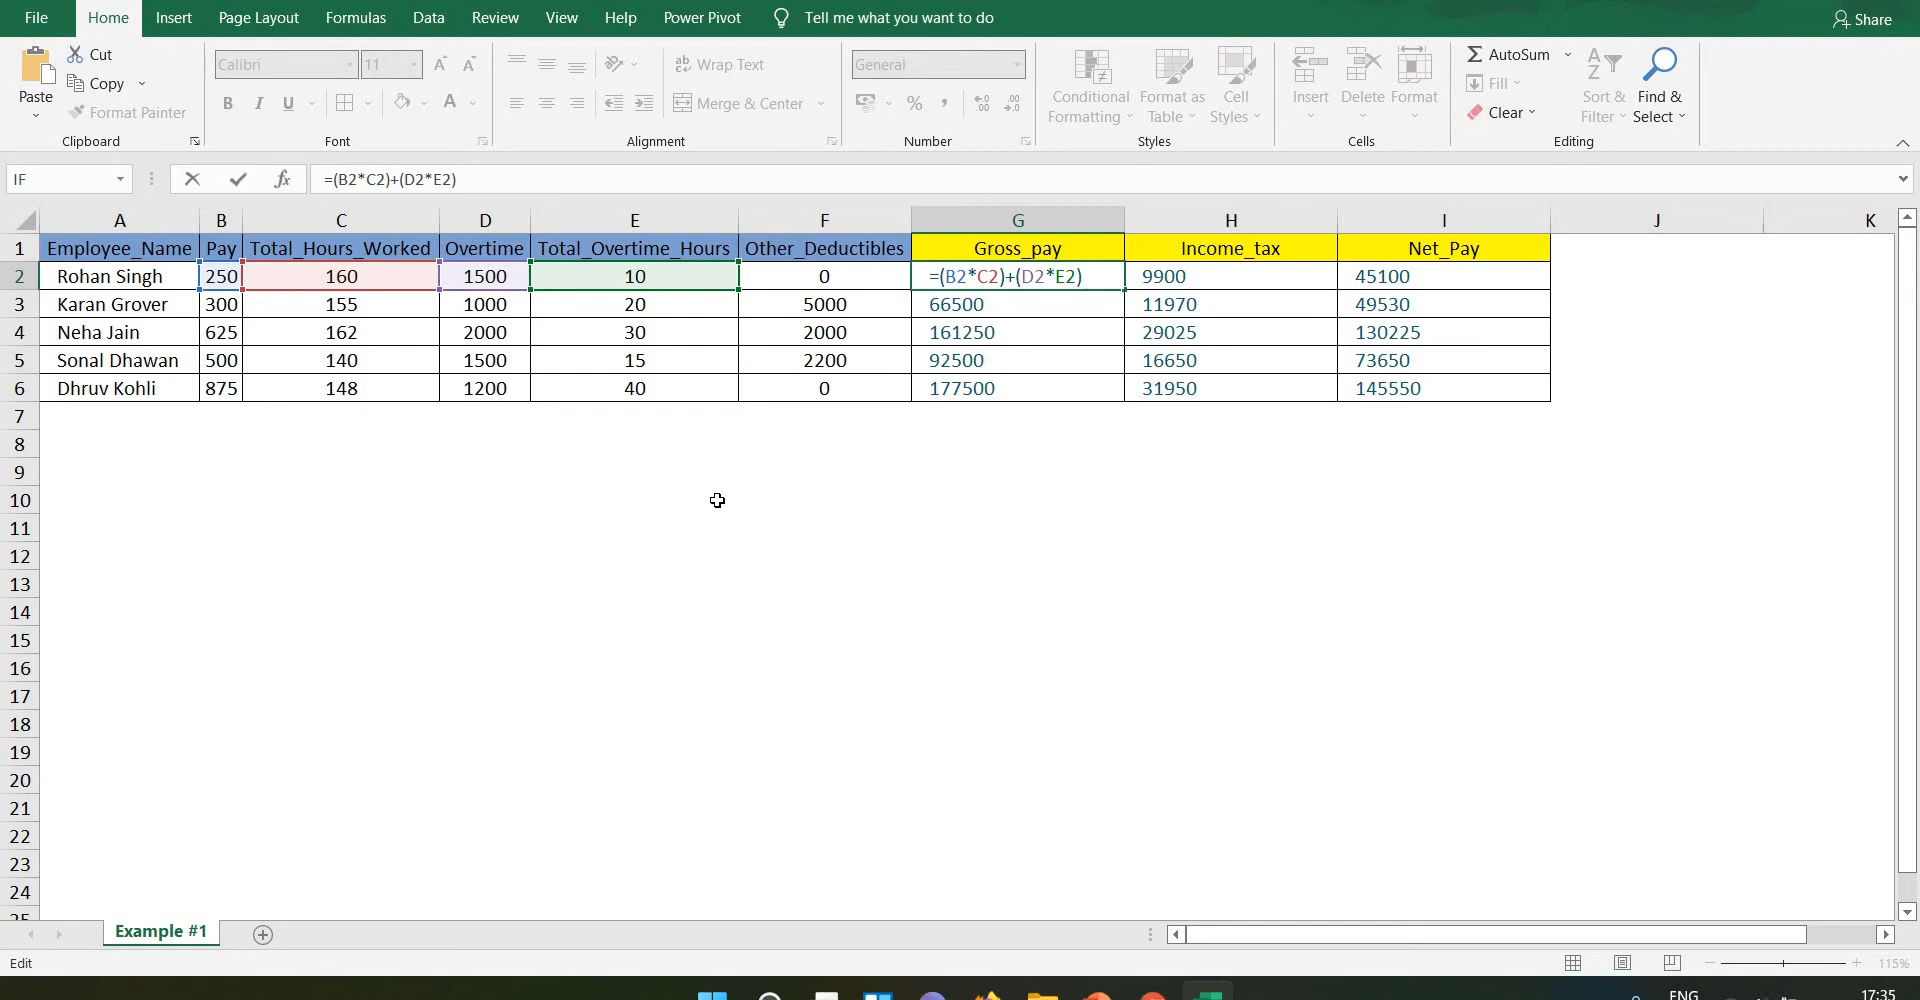 File Home Insert Page Layout Formulas Data Review View Help Power Pivot Tell me what you want to do Share
Paste
Cut
Copy
Format Painter
Clipboard
Calibri 11
B I U
Font
Wrap Text
Merge & Center
Alignment
General
%
Number
Conditional
Formatting
Format as
Table
Cell
Styles
Styles
Insert Delete Format
Cells
AutoSum
Fill
Clear
Sort &
Filter
Find &
Select
Editing
IF fx =(B2*C2)+(D2*E2)
A B C D E F G H I J K
1 Employee_Name Pay Total_Hours_Worked Overtime Total_Overtime_Hours Other_Deductibles Gross_pay Income_tax Net_Pay
2 Rohan Singh 250 160 1500 10 0 =(B2*C2)+(D2*E2) 9900 45100
3 Karan Grover 300 155 1000 20 5000 66500 11970 49530
4 Neha Jain 625 162 2000 30 2000 161250 29025 130225
5 Sonal Dhawan 500 140 1500 15 2200 92500 16650 73650
6 Dhruv Kohli 875 148 1200 40 0 177500 31950 145550
7
8
9
10
11
12
13
14
15
16
17
18
19
20
21
22
23
24
25
Example #1
Edit 115%
ENG 17:35